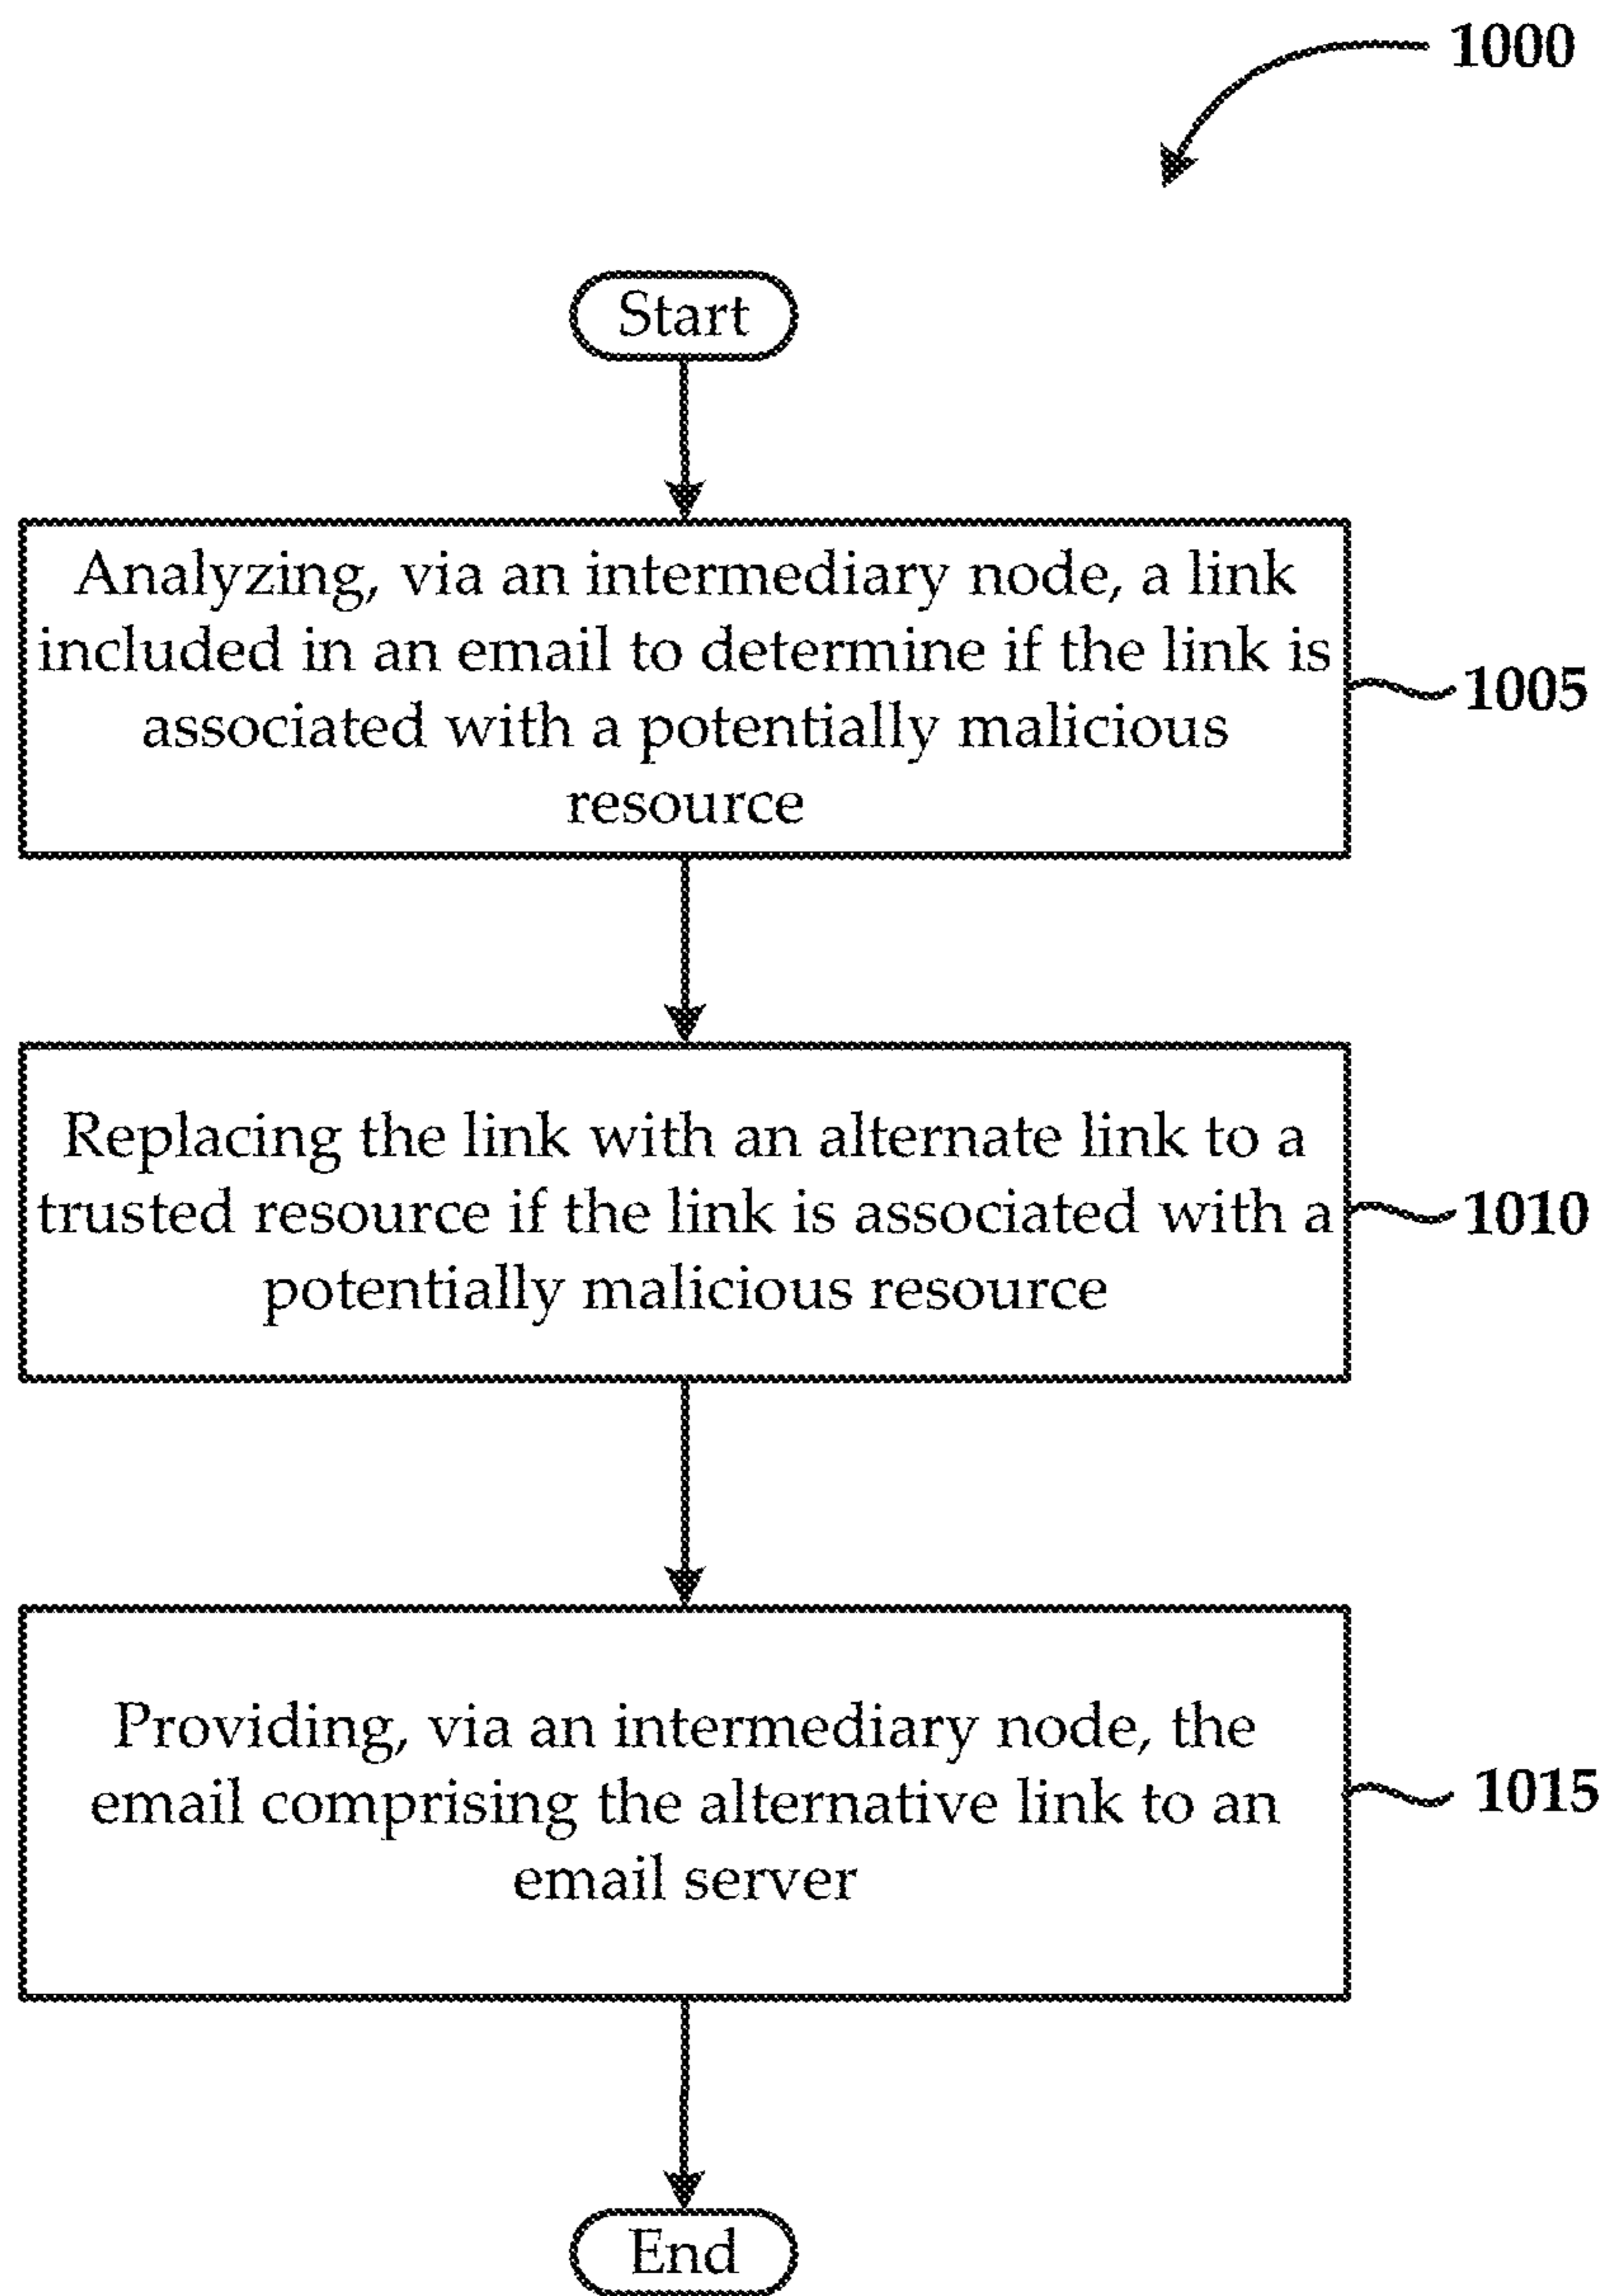 1000
Start
Analyzing, via an intermediary node, a link
included in an email to determine if the link is
associated with a potentially malicious
resource
1005
Replacing the link with an alternate link to a
trusted resource if the link is associated with a
potentially malicious resource
1010
Providing, via an intermediary node, the
email comprising the alternative link to an
email server
1015
End